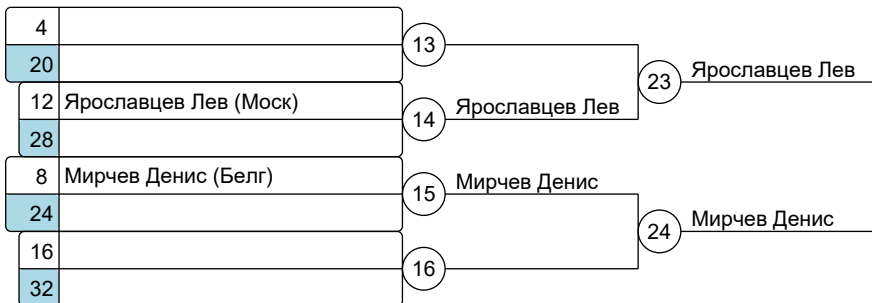 4
13
20
23 Ярославцев Лев
12 Ярославцев Лев (Моск)
14 Ярославцев Лев
28
8 Мирчев Денис (Белг)
15 Мирчев Денис
24
24 Мирчев Денис
16
16
32